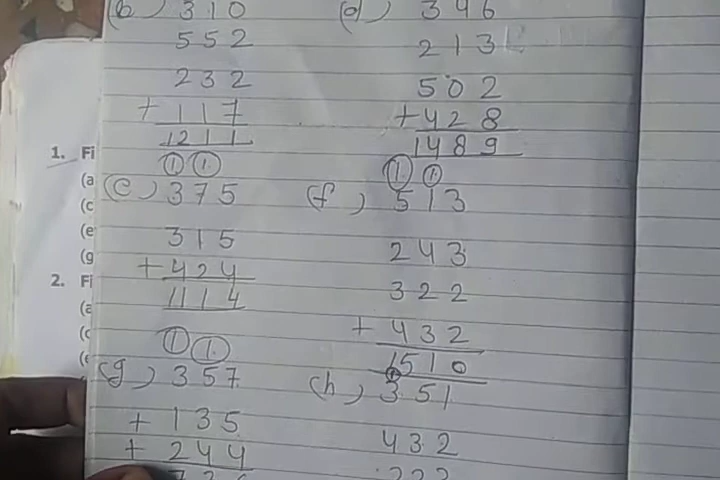 (b) 310
552
232
+ 117
1211
(d) 346
213
502
+ 428
1489
1. Fi
(a
(c
(e
(g
2. Fi
(a
(c
(e) 1 1
375
315
+ 424
1114
(f) 1 1
513
243
322
+ 432
1510
(g) 1 1
357
+ 135
+ 244
(h) 351
432